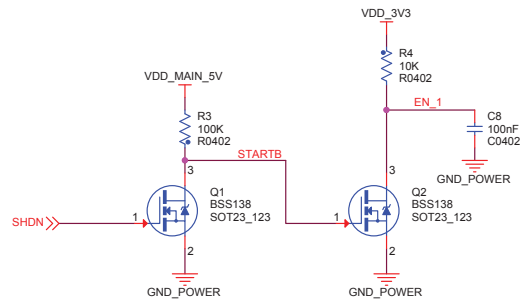 VDD_3V3
R4
10K
R0402
VDD_MAIN_5V
EN_1
C8
100nF
C0402
R3
100K
R0402
STARTB
GND_POWER
3
Q1
BSS138
SOT23_123
3
Q2
BSS138
SOT23_123
SHDN
1
1
2
2
GND_POWER
GND_POWER